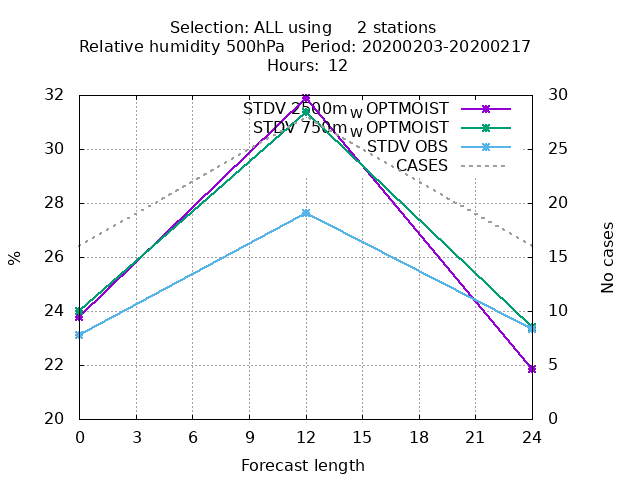 Selection: ALL using 2 stations
Relative humidity 500hPa Period: 20200203-20200217
Hours: 12
32 30
STDV 2500m_W OPTMOIST
STDV 750m_W OPTMOIST
30 25
STDV OBS
CASES
28 20
26 15
%
No cases
24 10
22 5
20 0
0 3 6 9 12 15 18 21 24
Forecast length